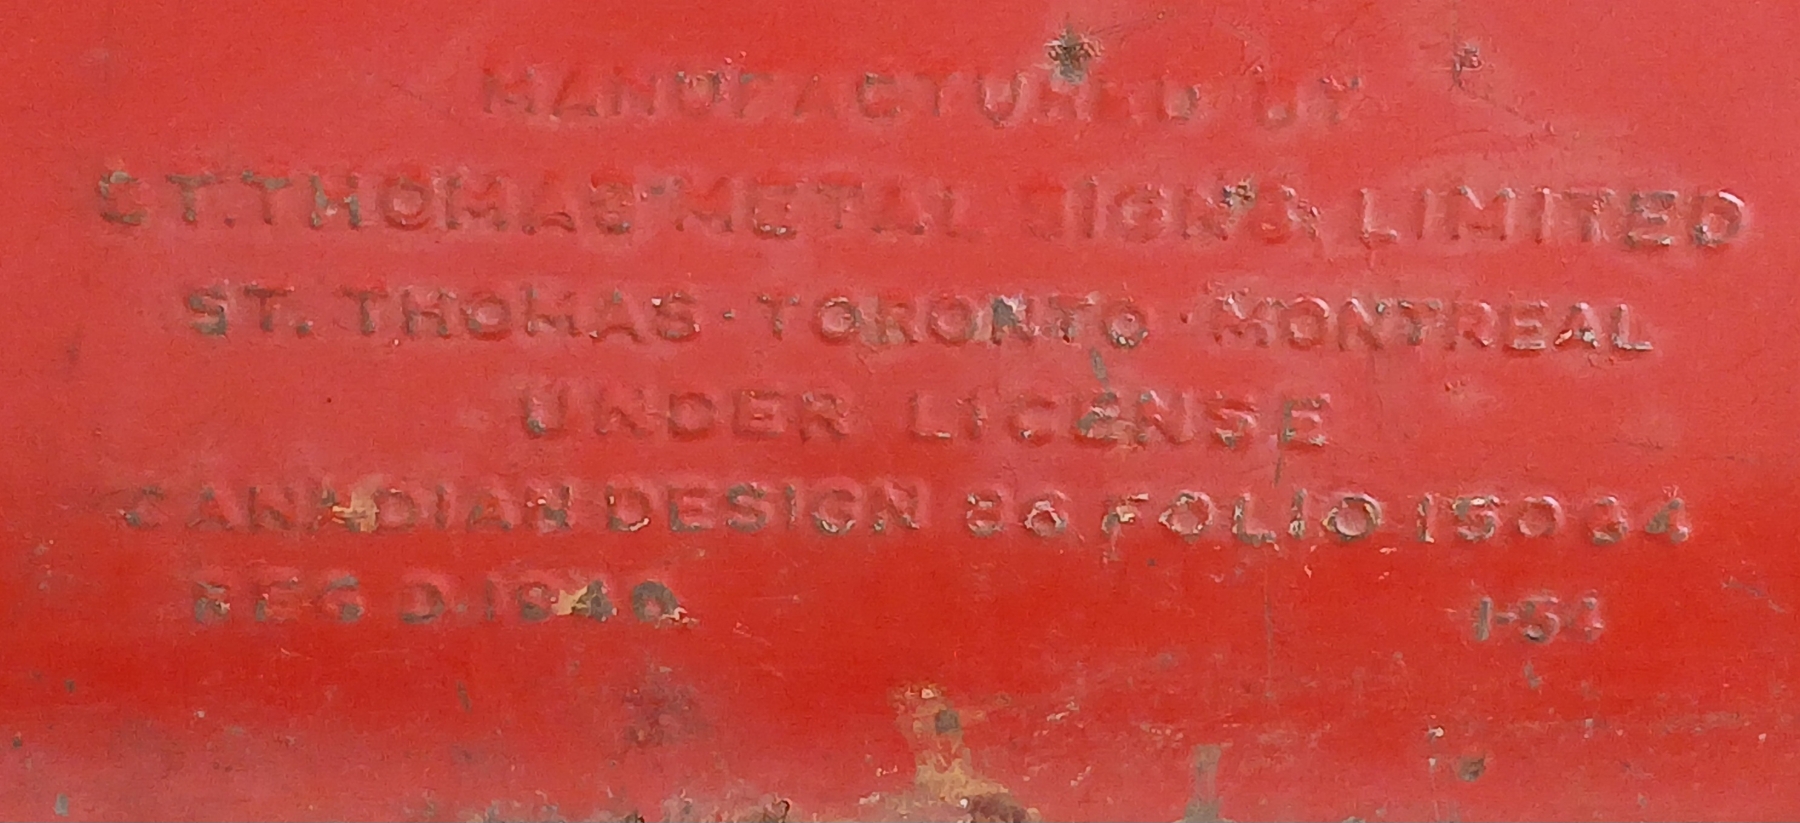 MANUFACTURED BY
ST. THOMAS METAL SIGNS LIMITED
ST. THOMAS · TORONTO · MONTREAL
UNDER LICENSE
CANADIAN DESIGN 86 FOLIO 15034
REG'D. 1940 1-54